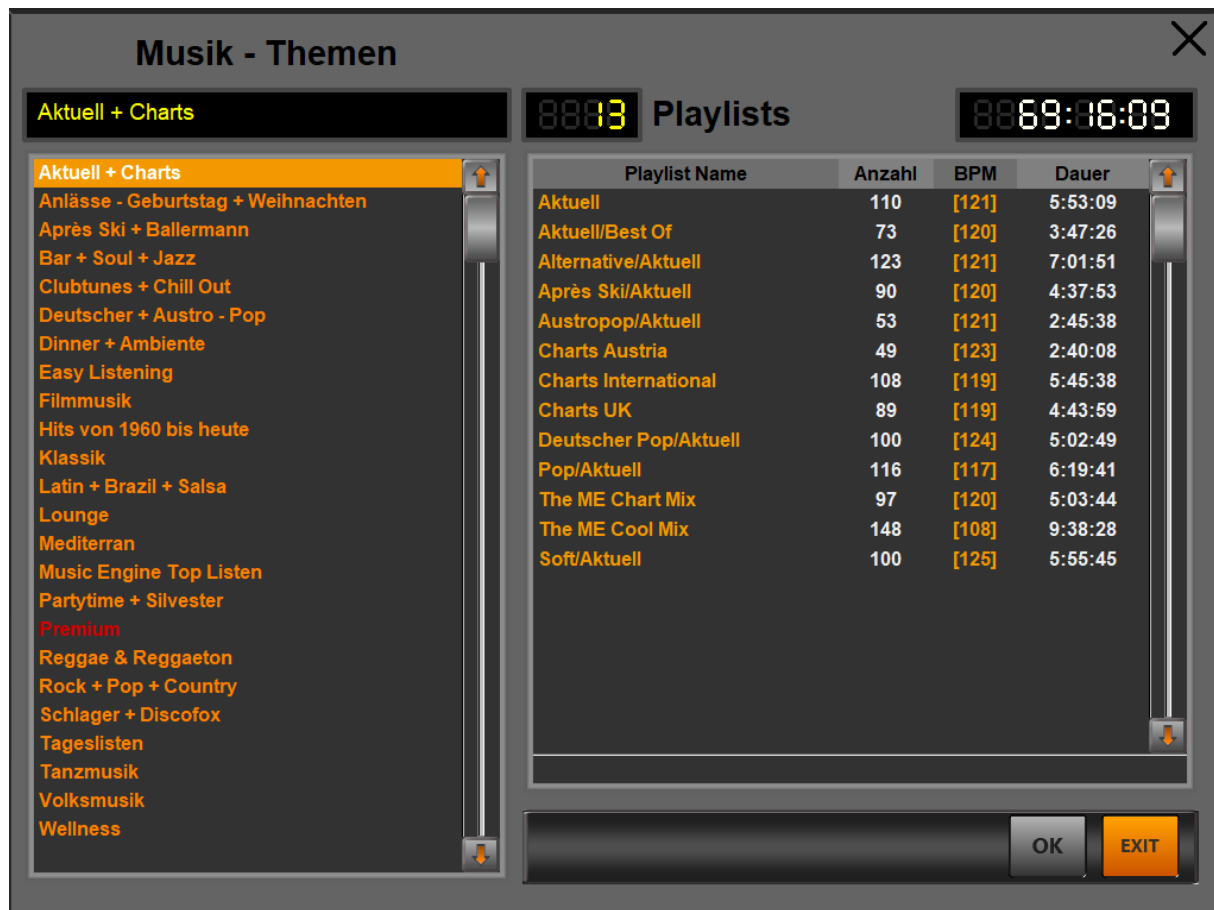 Musik - Themen
Aktuell + Charts
13 Playlists 69:16:09
Aktuell + Charts
Anlässe - Geburtstag + Weihnachten
Après Ski + Ballermann
Bar + Soul + Jazz
Clubtunes + Chill Out
Deutscher + Austro - Pop
Dinner + Ambiente
Easy Listening
Filmmusik
Hits von 1960 bis heute
Klassik
Latin + Brazil + Salsa
Lounge
Mediterran
Music Engine Top Listen
Partytime + Silvester
Premium
Reggae & Reggaeton
Rock + Pop + Country
Schlager + Discofox
Tageslisten
Tanzmusik
Volksmusik
Wellness
Playlist Name Anzahl BPM Dauer
Aktuell 110 [121] 5:53:09
Aktuell/Best Of 73 [120] 3:47:26
Alternative/Aktuell 123 [121] 7:01:51
Après Ski/Aktuell 90 [120] 4:37:53
Austropop/Aktuell 53 [121] 2:45:38
Charts Austria 49 [123] 2:40:08
Charts International 108 [119] 5:45:38
Charts UK 89 [119] 4:43:59
Deutscher Pop/Aktuell 100 [124] 5:02:49
Pop/Aktuell 116 [117] 6:19:41
The ME Chart Mix 97 [120] 5:03:44
The ME Cool Mix 148 [108] 9:38:28
Soft/Aktuell 100 [125] 5:55:45
OK EXIT